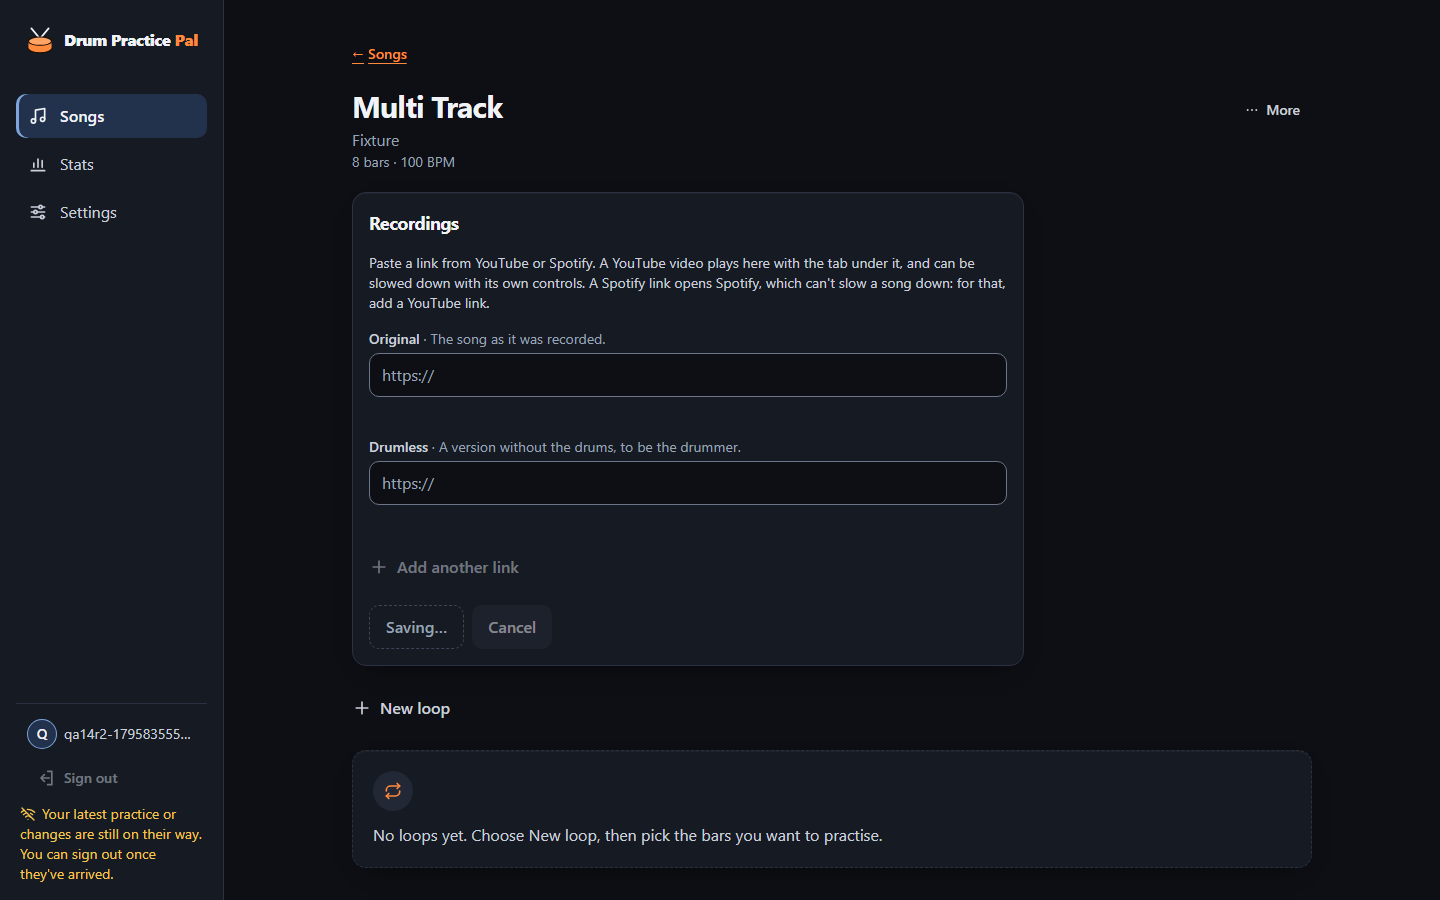 Drum Practice Pal
Songs
Stats
Settings
Q qa14r2-179583555...
Sign out
Your latest practice or
changes are still on their way.
You can sign out once
they've arrived.
← Songs
Multi Track
··· More
Fixture
8 bars · 100 BPM
Recordings
Paste a link from YouTube or Spotify. A YouTube video plays here with the tab under it, and can be
slowed down with its own controls. A Spotify link opens Spotify, which can't slow a song down: for that,
add a YouTube link.
Original · The song as it was recorded.
https://
Drumless · A version without the drums, to be the drummer.
https://
Add another link
Saving... Cancel
New loop
No loops yet. Choose New loop, then pick the bars you want to practise.